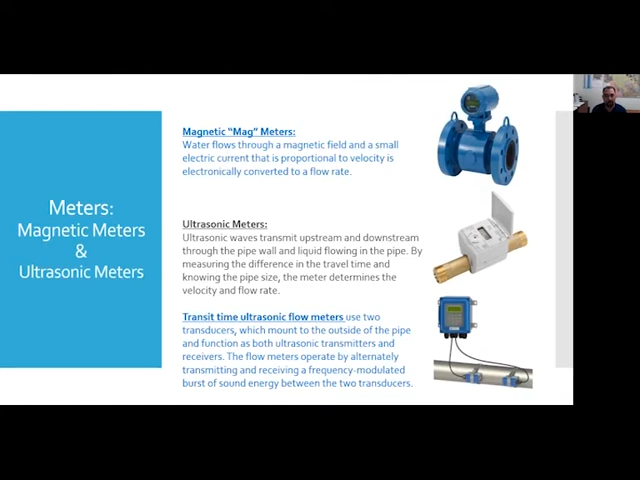 Meters:
Magnetic Meters
&
Ultrasonic Meters
Magnetic “Mag” Meters:
Water flows through a magnetic field and a small
electric current that is proportional to velocity is
electronically converted to a flow rate.
Ultrasonic Meters:
Ultrasonic waves transmit upstream and downstream
through the pipe wall and liquid flowing in the pipe. By
measuring the difference in the travel time and
knowing the pipe size, the meter determines the
velocity and flow rate.
Transit time ultrasonic flow meters use two
transducers, which mount to the outside of the pipe
and function as both ultrasonic transmitters and
receivers. The flow meters operate by alternately
transmitting and receiving a frequency-modulated
burst of sound energy between the two transducers.